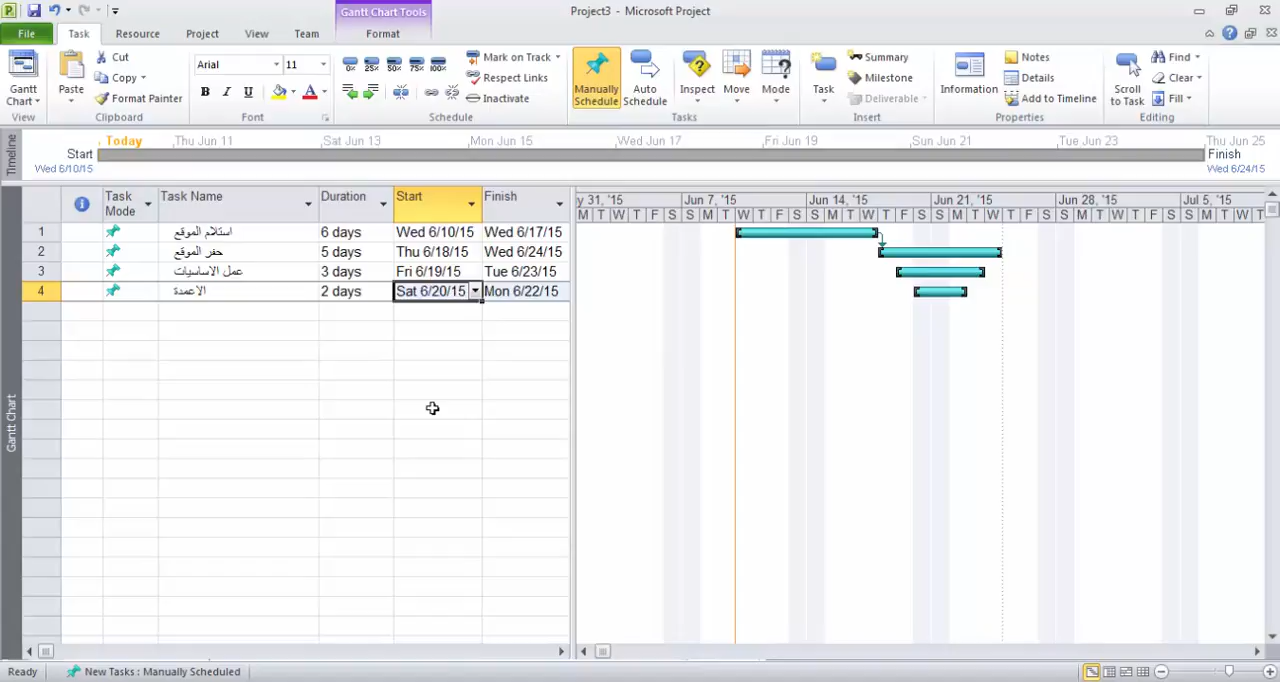 Gantt Chart Tools
Project3 - Microsoft Project
File Task Resource Project View Team Format
Gantt Chart
View
Paste
Cut
Copy
Format Painter
Clipboard
Arial 11
B I U A
Font
0% 25% 50% 75% 100%
Mark on Track
Respect Links
Inactivate
Schedule
Manually Schedule
Auto Schedule
Inspect
Move
Mode
Tasks
Task
Summary
Milestone
Deliverable
Insert
Information
Notes
Details
Add to Timeline
Properties
Scroll to Task
Find
Clear
Fill
Editing
Timeline
Today Thu Jun 11 Sat Jun 13 Mon Jun 15 Wed Jun 17 Fri Jun 19 Sun Jun 21 Tue Jun 23 Thu Jun 25
Start
Wed 6/10/15
Finish
Wed 6/24/15
Task Mode Task Name Duration Start Finish
y 31, '15 Jun 7, '15 Jun 14, '15 Jun 21, '15 Jun 28, '15 Jul 5, '15
M T W T F S S M T W T F S S M T W T F S S M T W T F S S M T W T F S S M T W T
1 استلام الموقع 6 days Wed 6/10/15 Wed 6/17/15
2 حفر الموقع 5 days Thu 6/18/15 Wed 6/24/15
3 عمل الاساسيات 3 days Fri 6/19/15 Tue 6/23/15
4 الأعمدة 2 days Sat 6/20/15 Mon 6/22/15
Gantt Chart
Ready New Tasks : Manually Scheduled